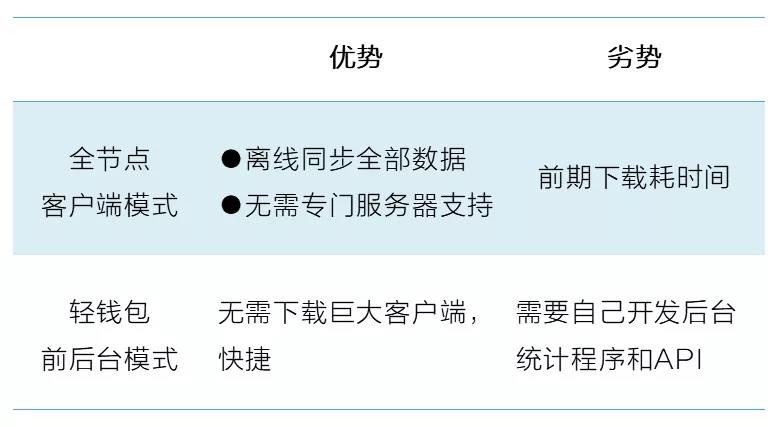 优势 劣势
全节点 ●离线同步全部数据 前期下载耗时间
客户端模式 ●无需专门服务器支持
轻钱包 无需下载巨大客户端， 需要自己开发后台
前后台模式 快捷 统计程序和API